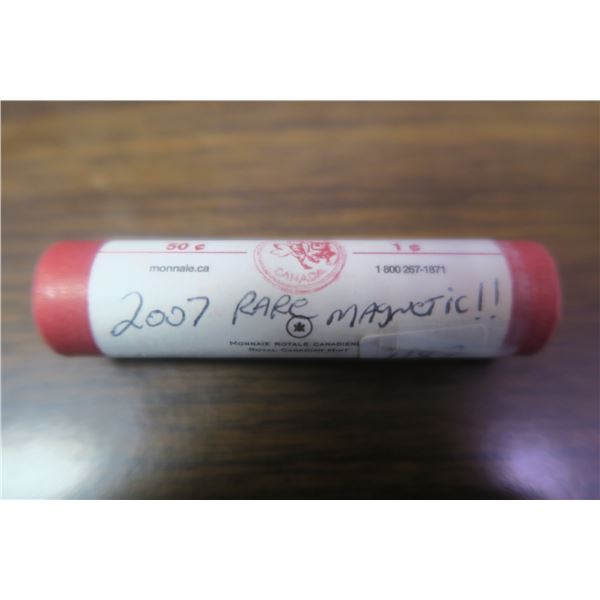 50 ¢ 1 ¢
CANADA
monnaie.ca 1 800 267-1871
2007 RARE MAGNETIC!!
MONNAIE ROYALE CANADIENNE
ROYAL CANADIAN MINT